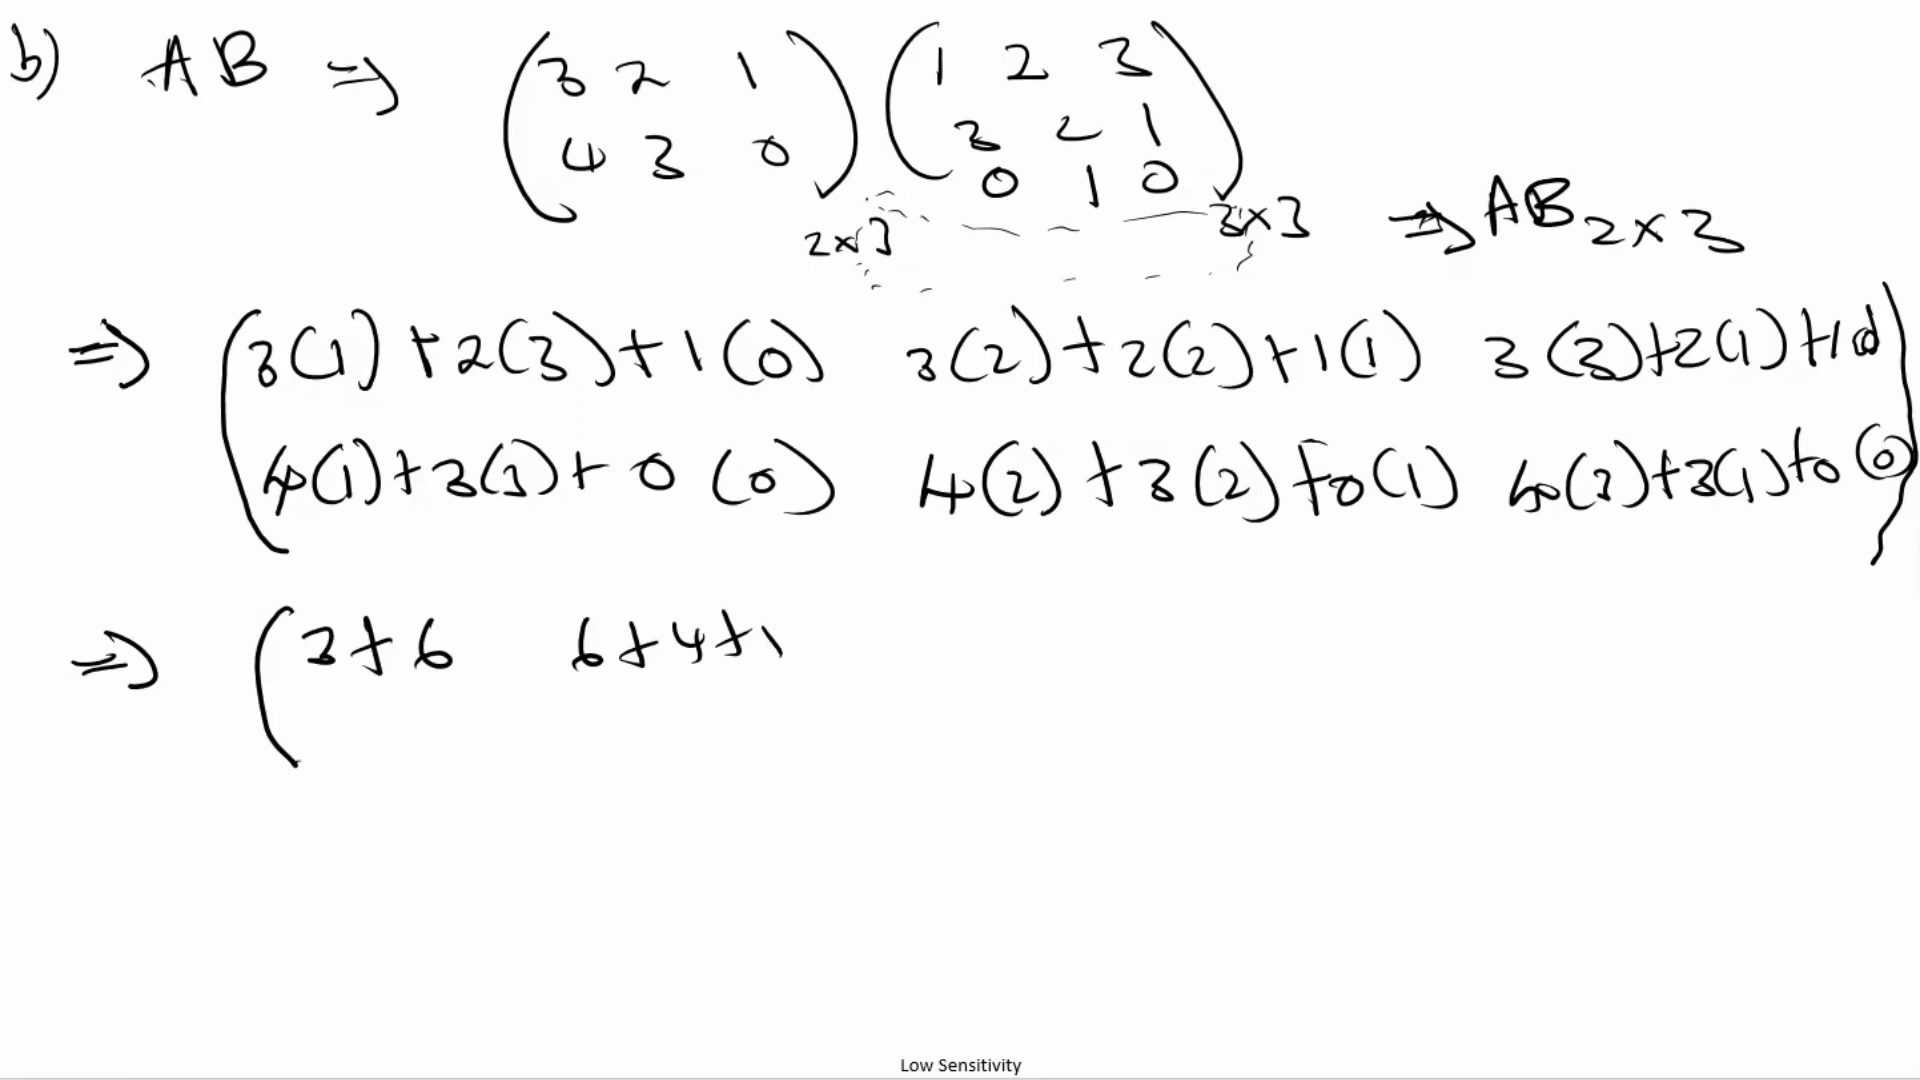 b) AB ⇒ (3 2 1) (1 2 3)
4 3 0 3 2 1
0 1 0
2×3 3×3 ⇒ AB 2×3
⇒ (3(1)+2(3)+1(0) 3(2)+2(2)+1(1) 3(3)+2(1)+10)
4(1)+3(3)+0(0) 4(2)+3(2)+0(1) 4(3)+3(1)+0(0)
⇒ (3+6 6+4+1
Low Sensitivity